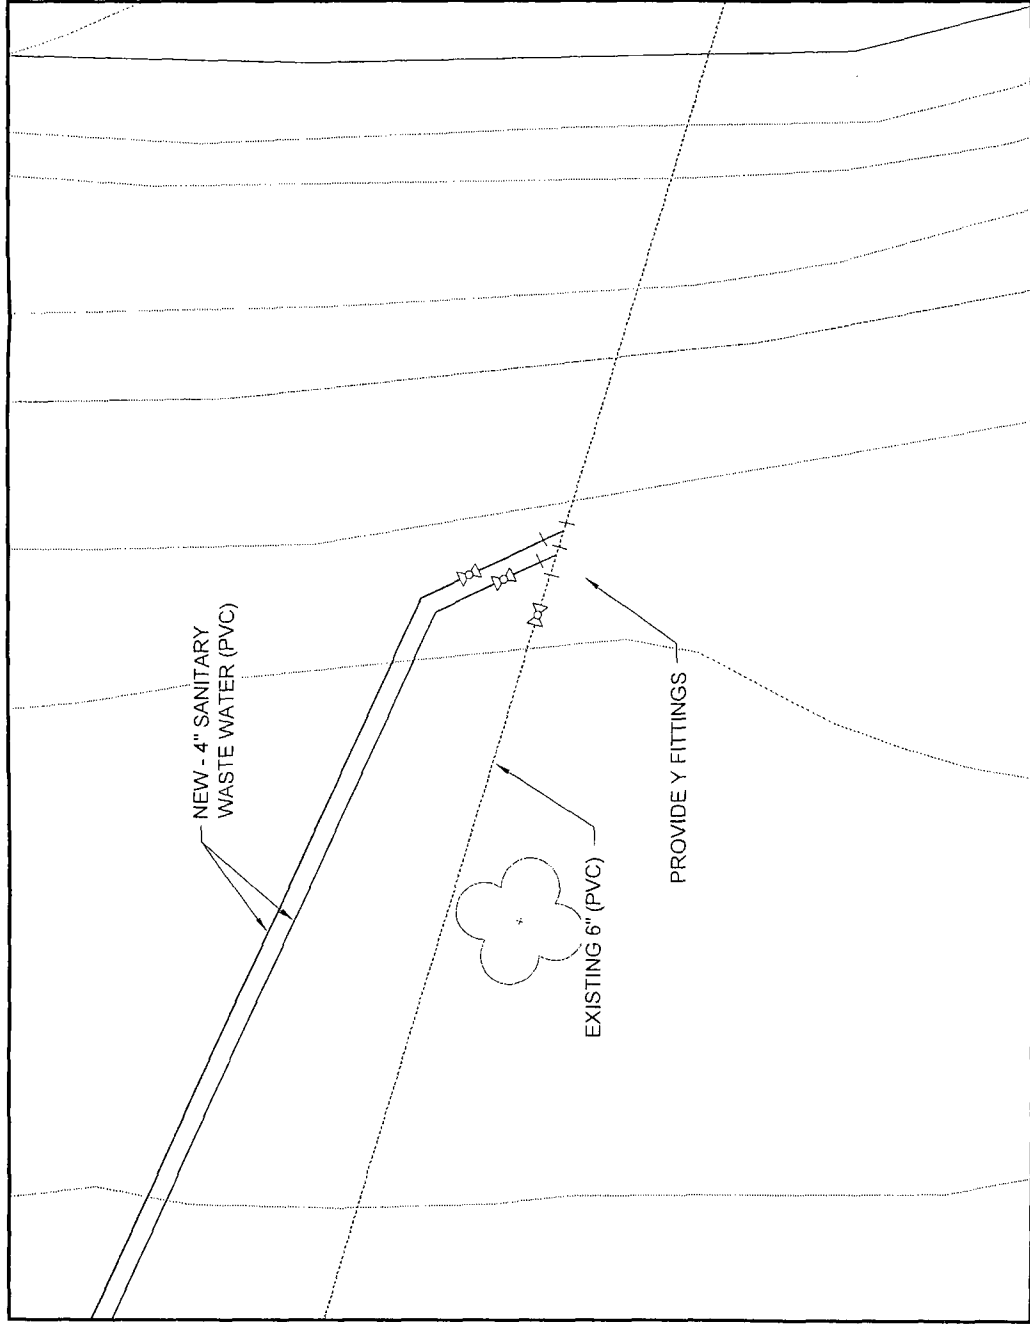 NEW - 4" SANITARY
WASTE WATER (PVC)
EXISTING 6" (PVC)
PROVIDE Y FITTINGS